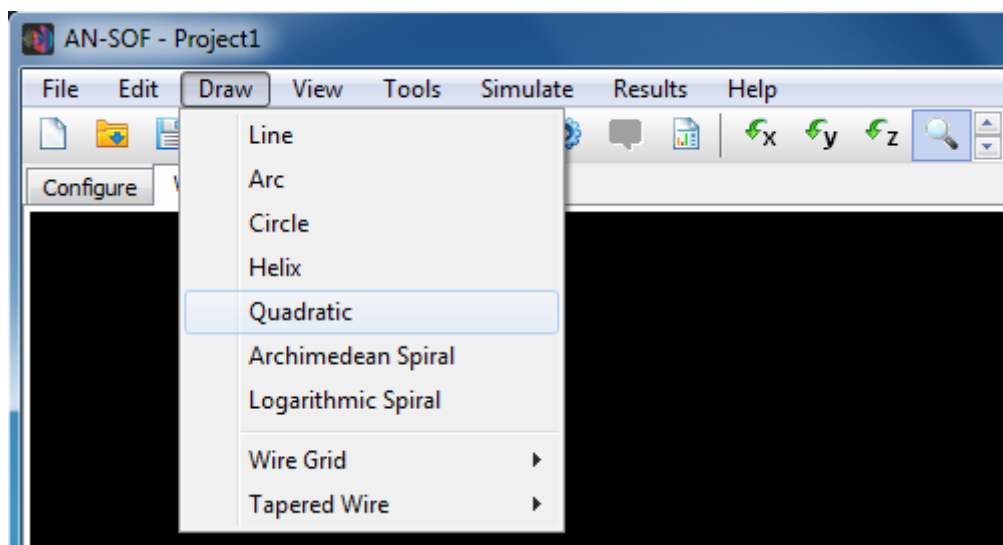 AN-SOF - Project1
File Edit Draw View Tools Simulate Results Help
x y z
Configure
Line
Arc
Circle
Helix
Quadratic
Archimedean Spiral
Logarithmic Spiral
Wire Grid
Tapered Wire